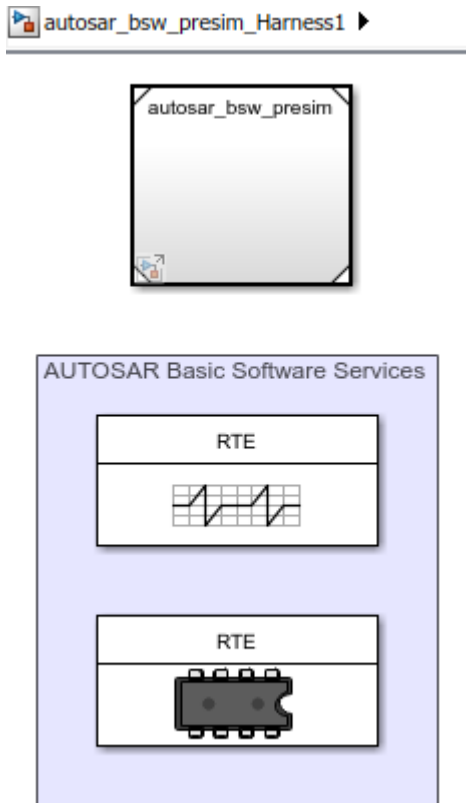 autosar_bsw_presim_Harness1
autosar_bsw_presim
AUTOSAR Basic Software Services
RTE
RTE